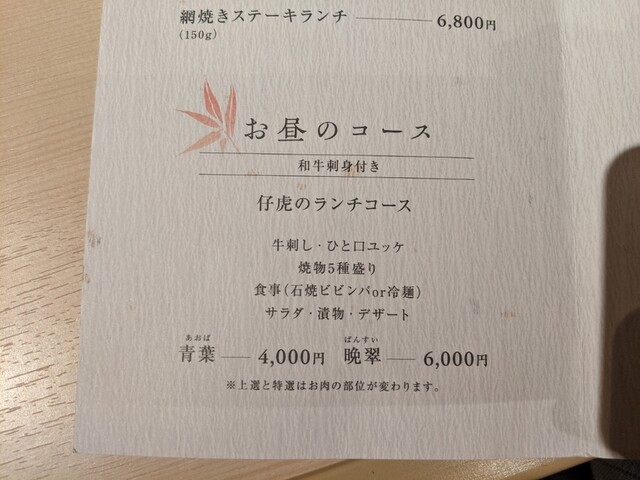 網焼きステーキランチ 6,800円
(150g)
お昼のコース
和牛刺身付き
仔虎のランチコース
牛刺し・ひと口ユッケ
焼物5種盛り
食事(石焼ビビンバor冷麺)
サラダ・漬物・デザート
あおば ばんすい
青葉 4,000円 晩翠 6,000円
※上選と特選はお肉の部位が変わります。